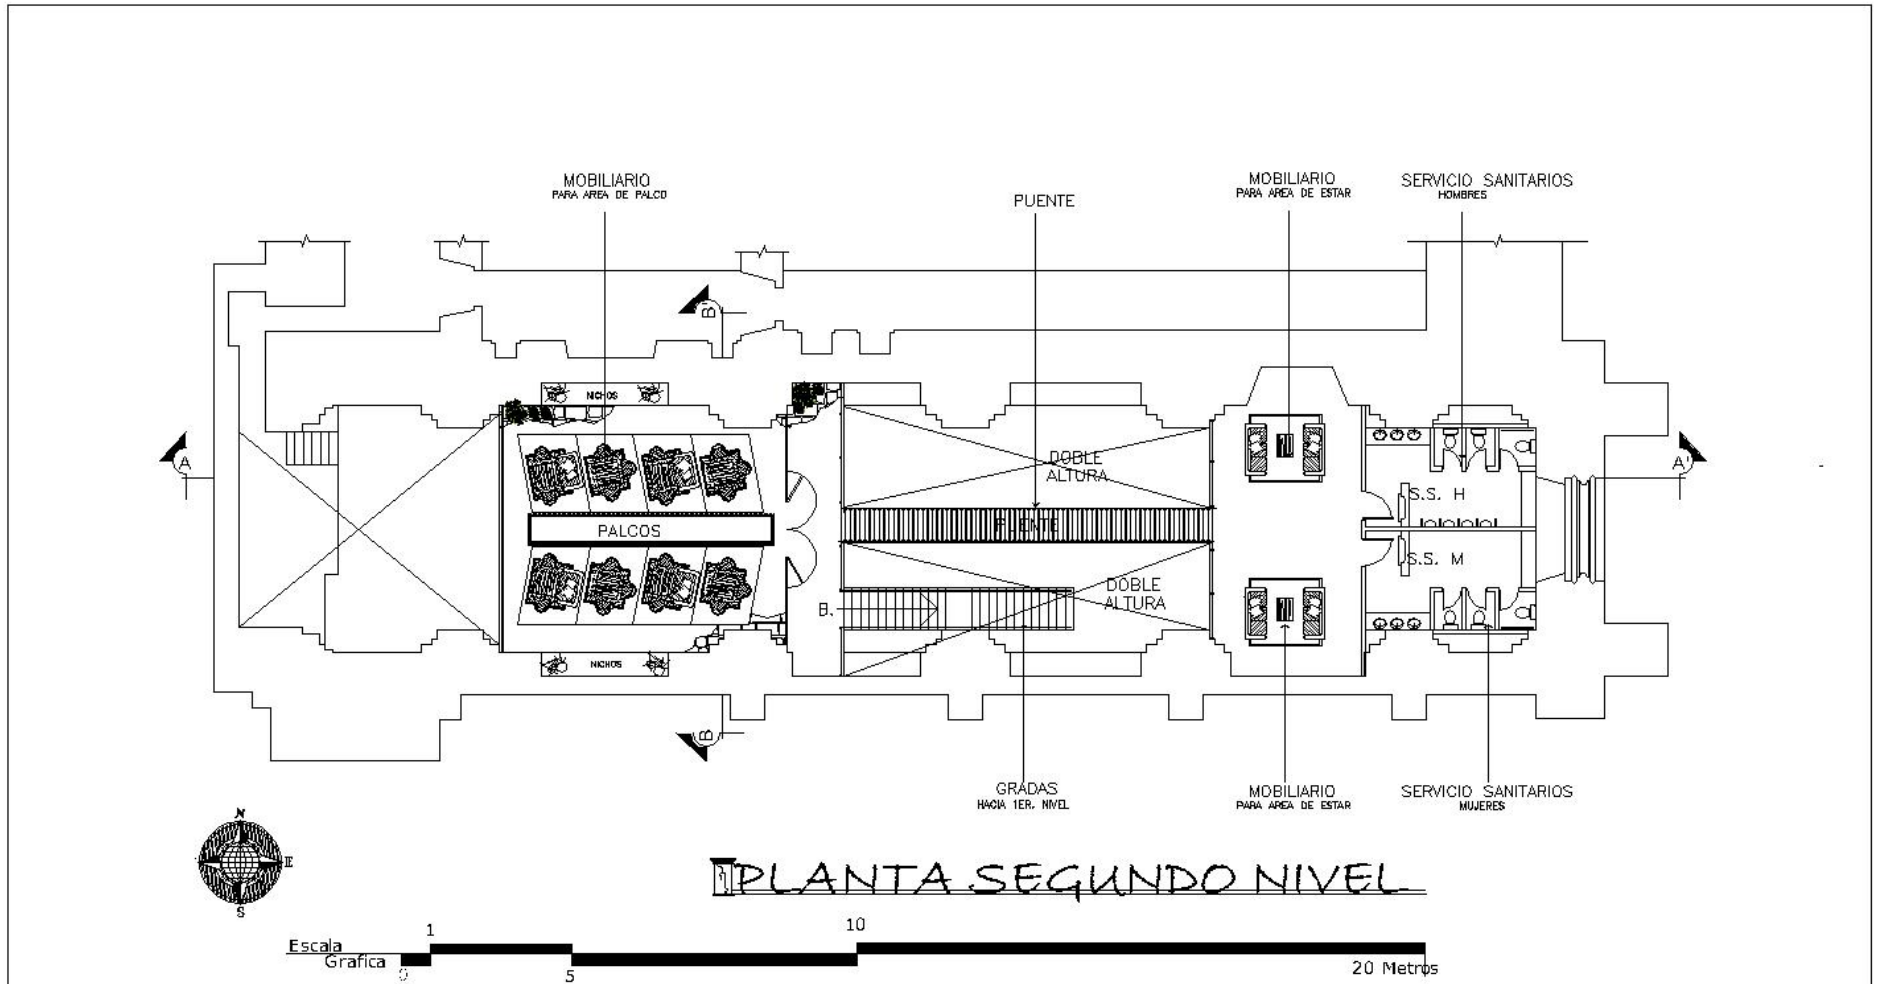 MOBILIARIO
PARA AREA DE PALCO
PUENTE
MOBILIARIO
PARA AREA DE ESTAR
SERVICIO SANITARIOS
HOMBRES
B'
NICHOS
A
A'
DOBLE
ALTURA
S.S. H
PALCOS
PUENTE
S.S. M
DOBLE
ALTURA
B.
NICHOS
B
GRADAS
HACIA 1ER. NIVEL
MOBILIARIO
PARA AREA DE ESTAR
SERVICIO SANITARIOS
MUJERES
N
E
S
PLANTA SEGUNDO NIVEL
1
10
Escala
Grafica
0
5
20 Metros